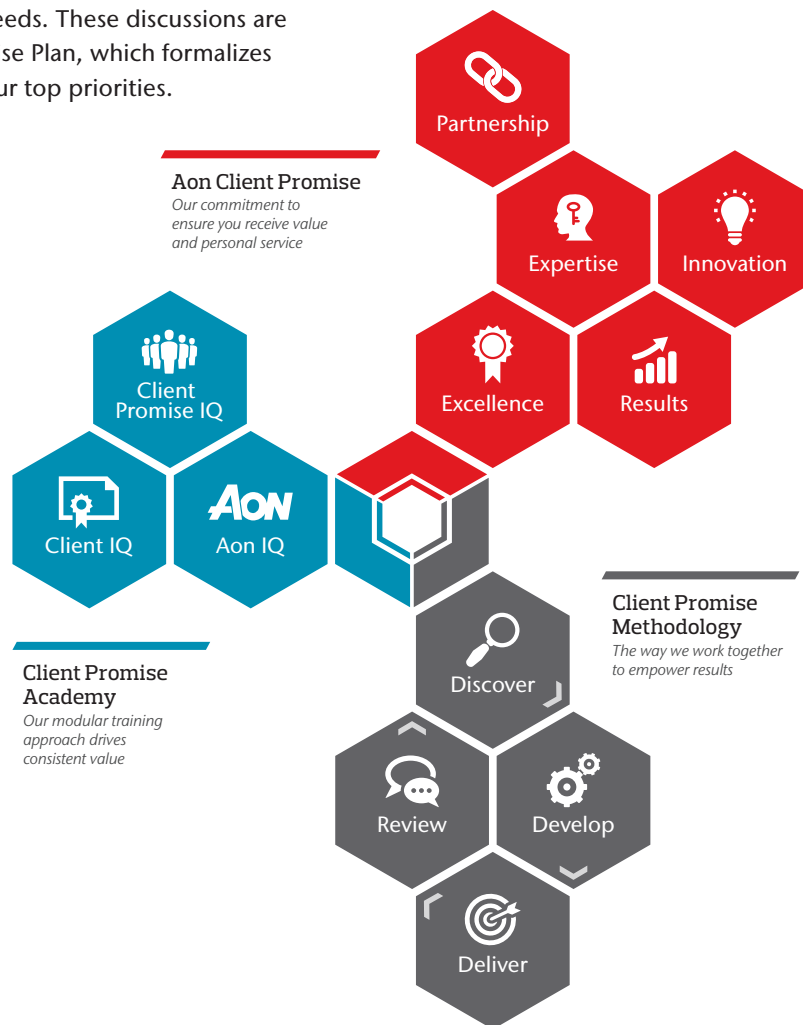 eeds. These discussions are
se Plan, which formalizes
ur top priorities.
Partnership
Aon Client Promise
Our commitment to
ensure you receive value
and personal service
Expertise
Innovation
Client
Promise IQ
Excellence
Results
Client IQ
AON
Aon IQ
Client Promise
Methodology
The way we work together
to empower results
Client Promise
Academy
Our modular training
approach drives
consistent value
Discover
Review
Develop
Deliver